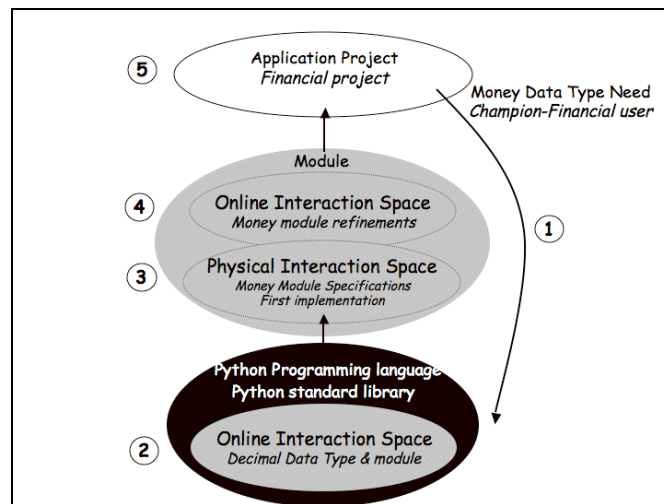 5
Application Project
Financial project
Money Data Type Need
Champion-Financial user
Module
4
Online Interaction Space
Money module refinements
1
3
Physical Interaction Space
Money Module Specifications
First implementation
Python Programming language
Python standard library
2
Online Interaction Space
Decimal Data Type & module